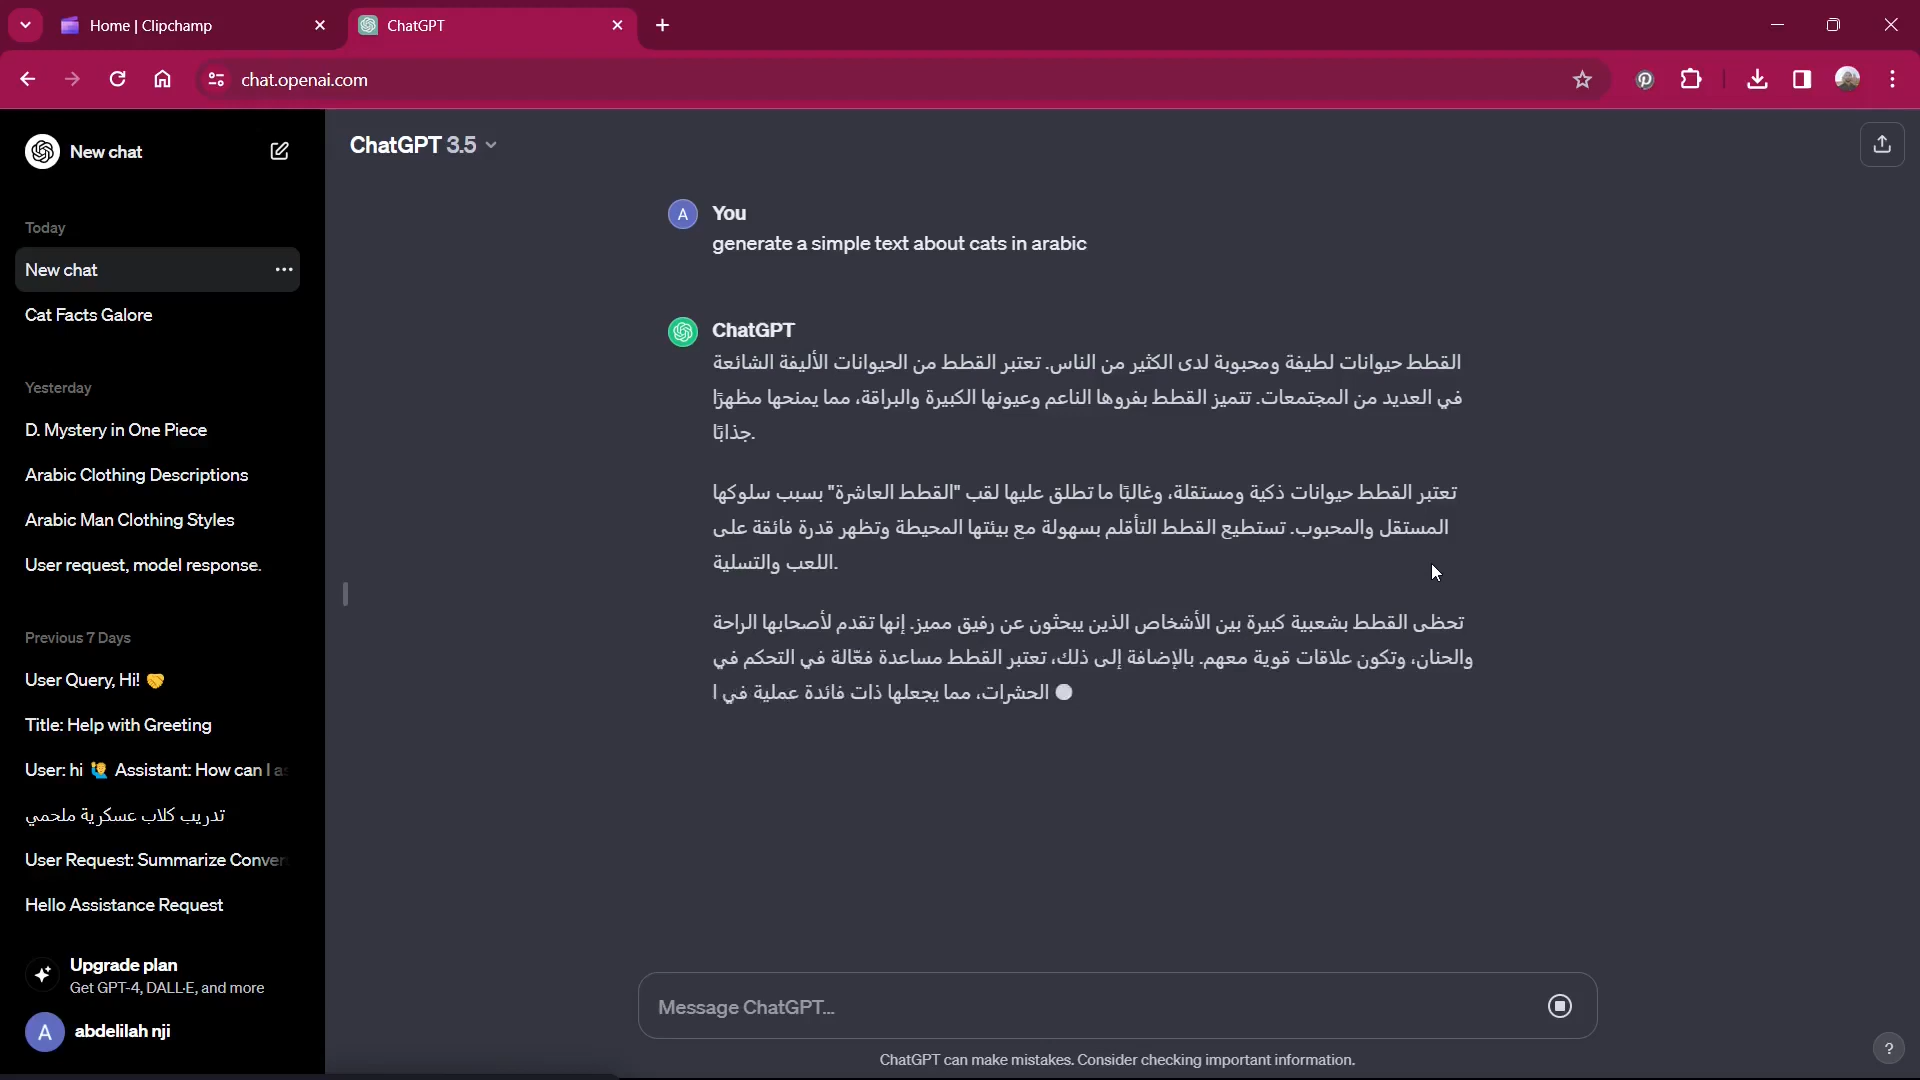 Home | Clipchamp
ChatGPT
chat.openai.com
New chat
Today
New chat
Cat Facts Galore
Yesterday
D. Mystery in One Piece
Arabic Clothing Descriptions
Arabic Man Clothing Styles
User request, model response.
Previous 7 Days
User Query, Hi! 🤝
Title: Help with Greeting
User: hi 🙋 Assistant: How can I as
تدريب كلاب عسكرية ملحمي
User Request: Summarize Conver
Hello Assistance Request
Upgrade plan
Get GPT-4, DALL·E, and more
A abdelilah nji
ChatGPT 3.5
A You
generate a simple text about cats in arabic
ChatGPT
القطط حيوانات لطيفة ومحبوبة لدى الكثير من الناس. تعتبر القطط من الحيوانات الأليفة الشائعة
في العديد من المجتمعات. تتميز القطط بفروها الناعم وعيونها الكبيرة والبراقة، مما يمنحها مظهرًا
جذابًا.
تعتبر القطط حيوانات ذكية ومستقلة، وغالبًا ما تطلق عليها لقب "القطط العاشرة" بسبب سلوكها
المستقل والمحبوب. تستطيع القطط التأقلم بسهولة مع بيئتها المحيطة وتظهر قدرة فائقة على
اللعب والتسلية.
تحظى القطط بشعبية كبيرة بين الأشخاص الذين يبحثون عن رفيق مميز. إنها تقدم لأصحابها الراحة
والحنان، وتكون علاقات قوية معهم. بالإضافة إلى ذلك، تعتبر القطط مساعدة فعّالة في التحكم في
الحشرات، مما يجعلها ذات فائدة عملية في ا
Message ChatGPT...
ChatGPT can make mistakes. Consider checking important information.
?